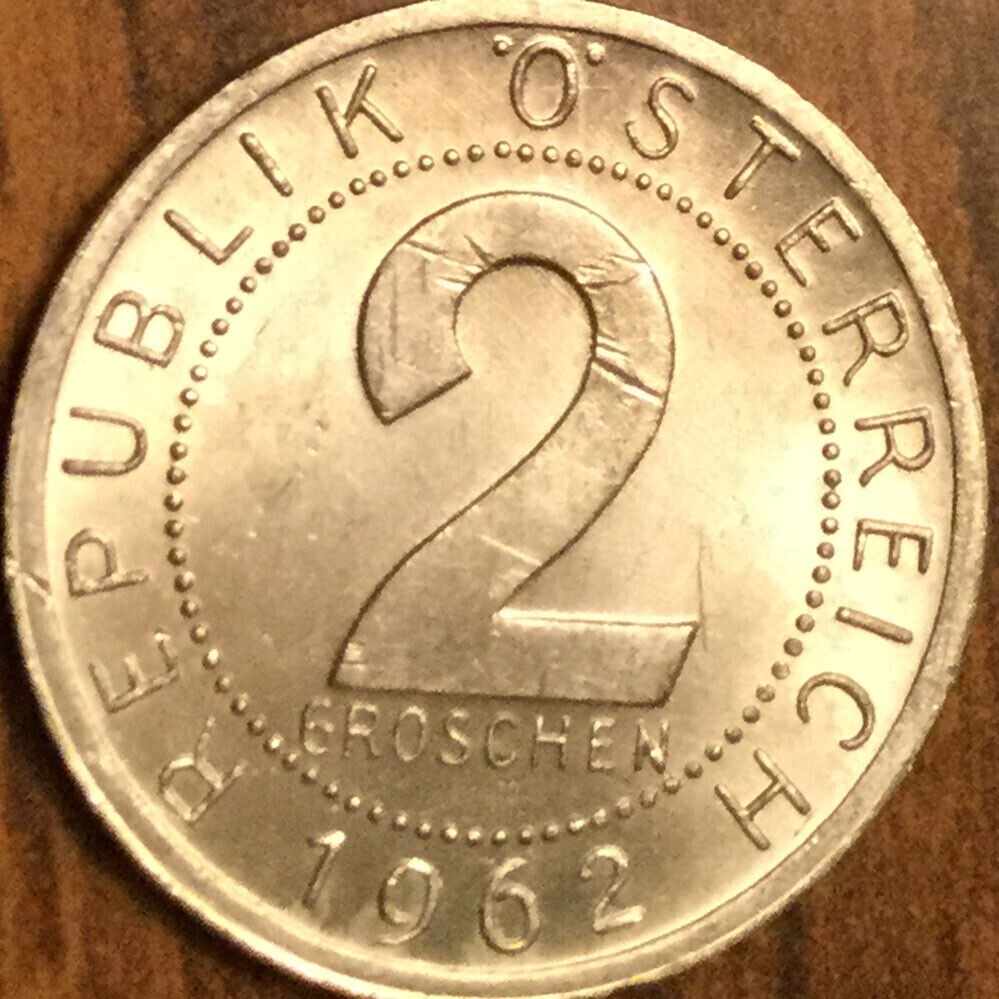 REPUBLIK ÖSTERREICH
2
GROSCHEN
1962